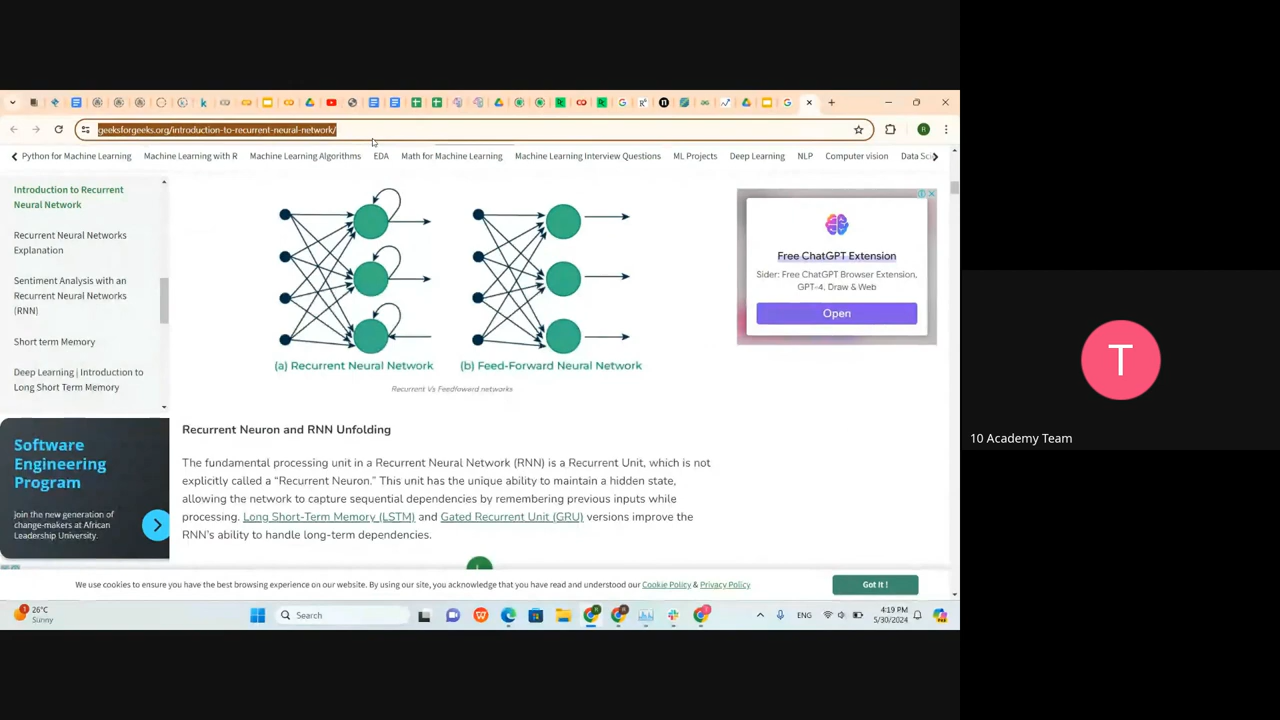 geeksforgeeks.org/introduction-to-recurrent-neural-network/
Python for Machine Learning Machine Learning with R Machine Learning Algorithms EDA Math for Machine Learning Machine Learning Interview Questions ML Projects Deep Learning NLP Computer vision Data Sc
Introduction to Recurrent
Neural Network
Recurrent Neural Networks
Explanation
Sentiment Analysis with an
Recurrent Neural Networks
(RNN)
Short term Memory
Deep Learning | Introduction to
Long Short Term Memory
Software
Engineering
Program
Join the new generation of
change-makers at African
Leadership University.
(a) Recurrent Neural Network
(b) Feed-Forward Neural Network
Recurrent Vs Feedfoward networks
Recurrent Neuron and RNN Unfolding
The fundamental processing unit in a Recurrent Neural Network (RNN) is a Recurrent Unit, which is not
explicitly called a “Recurrent Neuron.” This unit has the unique ability to maintain a hidden state,
allowing the network to capture sequential dependencies by remembering previous inputs while
processing. Long Short-Term Memory (LSTM) and Gated Recurrent Unit (GRU) versions improve the
RNN’s ability to handle long-term dependencies.
Free ChatGPT Extension
Sider: Free ChatGPT Browser Extension,
GPT-4, Draw & Web
Open
We use cookies to ensure you have the best browsing experience on our website. By using our site, you acknowledge that you have read and understood our Cookie Policy & Privacy Policy
Got It !
26°C
Sunny
Search
ENG
4:19 PM
5/30/2024
T
10 Academy Team